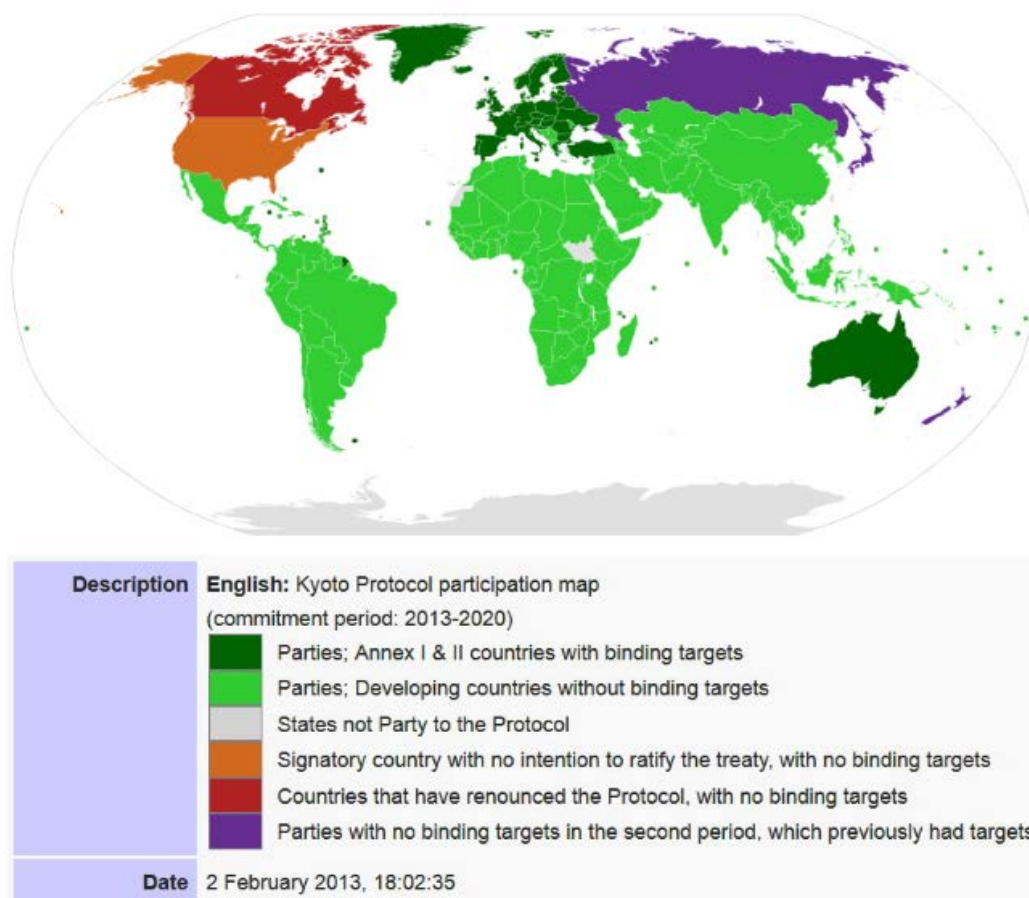 Description
English: Kyoto Protocol participation map
(commitment period: 2013-2020)
Parties; Annex I & II countries with binding targets
Parties; Developing countries without binding targets
States not Party to the Protocol
Signatory country with no intention to ratify the treaty, with no binding targets
Countries that have renounced the Protocol, with no binding targets
Parties with no binding targets in the second period, which previously had targets
Date
2 February 2013, 18:02:35